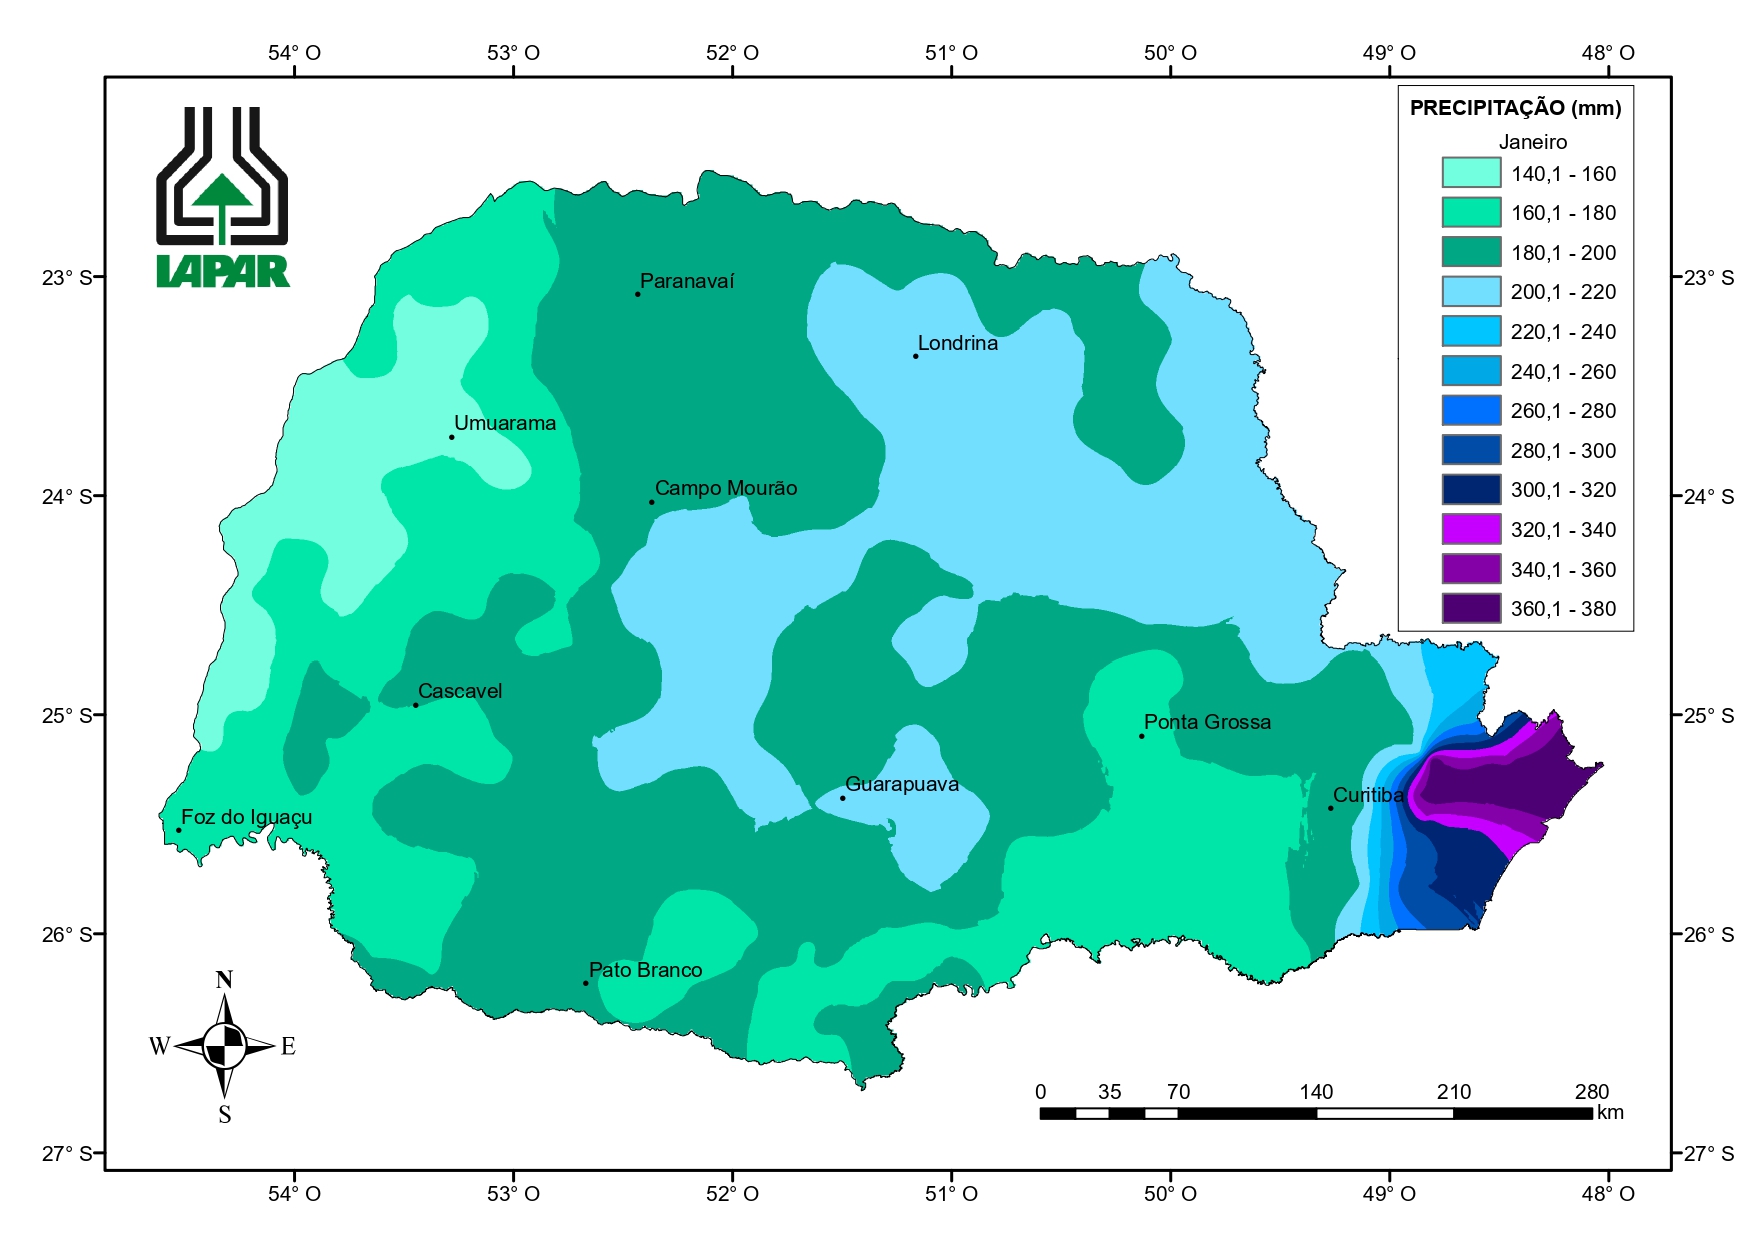 54° O 53° O 52° O 51° O 50° O 49° O 48° O
PRECIPITAÇÃO (mm)
Janeiro
140,1 - 160
160,1 - 180
180,1 - 200
200,1 - 220
220,1 - 240
240,1 - 260
260,1 - 280
280,1 - 300
300,1 - 320
320,1 - 340
340,1 - 360
360,1 - 380
IAPAR
23° S 23° S
Paranavaí
Londrina
Umuarama
Campo Mourão
24° S 24° S
Cascavel
25° S 25° S
Ponta Grossa
Guarapuava
Curitiba
Foz do Iguaçu
26° S 26° S
Pato Branco
N
W E
S
0 35 70 140 210 280
km
27° S 27° S
54° O 53° O 52° O 51° O 50° O 49° O 48° O